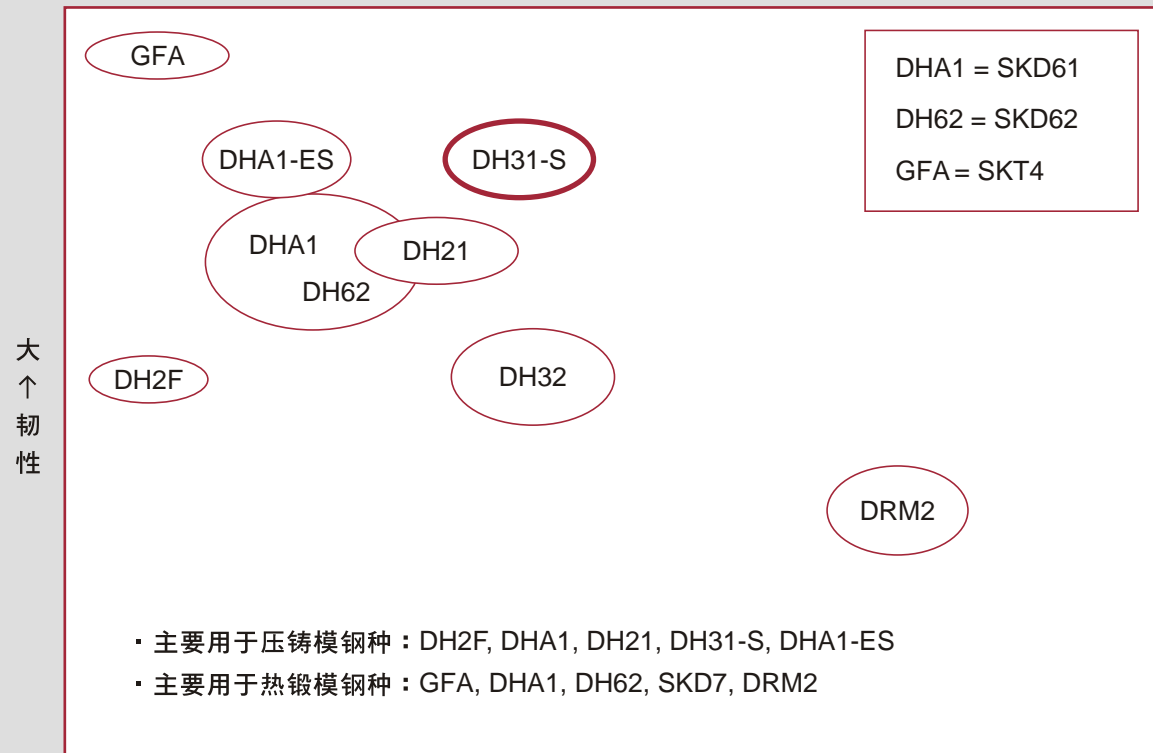 GFA
DHA1 = SKD61
DH62 = SKD62
GFA = SKT4
DHA1-ES
DH31-S
DHA1
DH21
DH62
大
↑
韧
性
DH2F
DH32
DRM2
· 主要用于压铸模钢种：DH2F, DHA1, DH21, DH31-S, DHA1-ES
· 主要用于热锻模钢种：GFA, DHA1, DH62, SKD7, DRM2